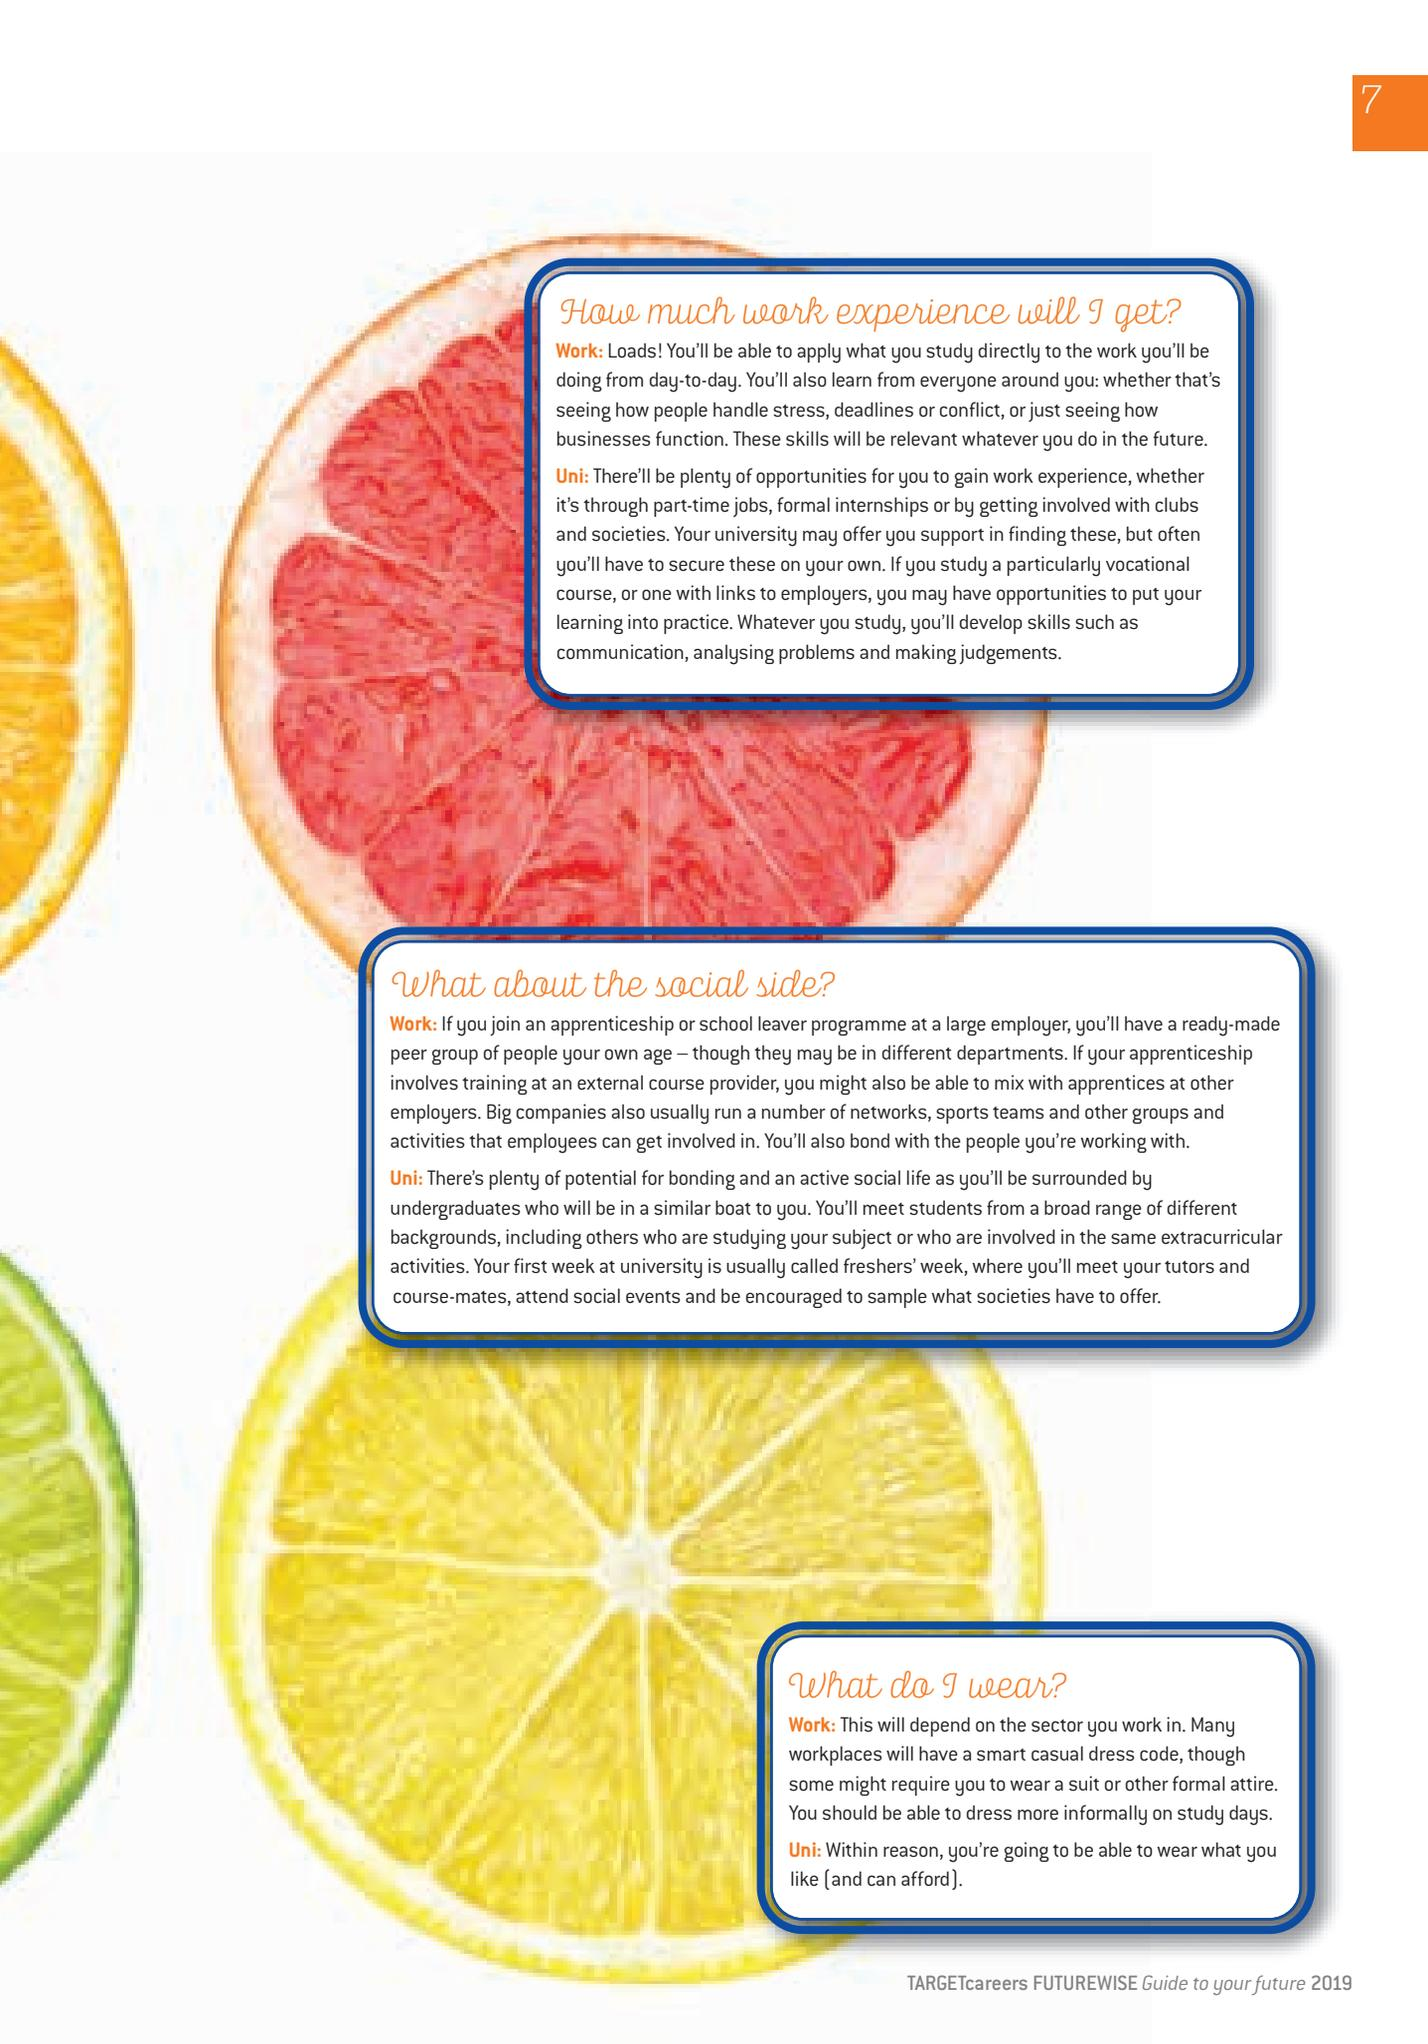 7
How much work experience will I get?
Work: Loads! You’ll be able to apply what you study directly to the work you’ll be
doing from day-to-day. You’ll also learn from everyone around you: whether that’s
seeing how people handle stress, deadlines or conflict, or just seeing how
businesses function. These skills will be relevant whatever you do in the future.
Uni: There’ll be plenty of opportunities for you to gain work experience, whether
it’s through part-time jobs, formal internships or by getting involved with clubs
and societies. Your university may offer you support in finding these, but often
you’ll have to secure these on your own. If you study a particularly vocational
course, or one with links to employers, you may have opportunities to put your
learning into practice. Whatever you study, you’ll develop skills such as
communication, analysing problems and making judgements.
What about the social side?
Work: If you join an apprenticeship or school leaver programme at a large employer, you’ll have a ready-made
peer group of people your own age – though they may be in different departments. If your apprenticeship
involves training at an external course provider, you might also be able to mix with apprentices at other
employers. Big companies also usually run a number of networks, sports teams and other groups and
activities that employees can get involved in. You’ll also bond with the people you’re working with.
Uni: There’s plenty of potential for bonding and an active social life as you’ll be surrounded by
undergraduates who will be in a similar boat to you. You’ll meet students from a broad range of different
backgrounds, including others who are studying your subject or who are involved in the same extracurricular
activities. Your first week at university is usually called freshers’ week, where you’ll meet your tutors and
course-mates, attend social events and be encouraged to sample what societies have to offer.
What do I wear?
Work: This will depend on the sector you work in. Many
workplaces will have a smart casual dress code, though
some might require you to wear a suit or other formal attire.
You should be able to dress more informally on study days.
Uni: Within reason, you’re going to be able to wear what you
like (and can afford).
TARGETcareers FUTUREWISE Guide to your future 2019